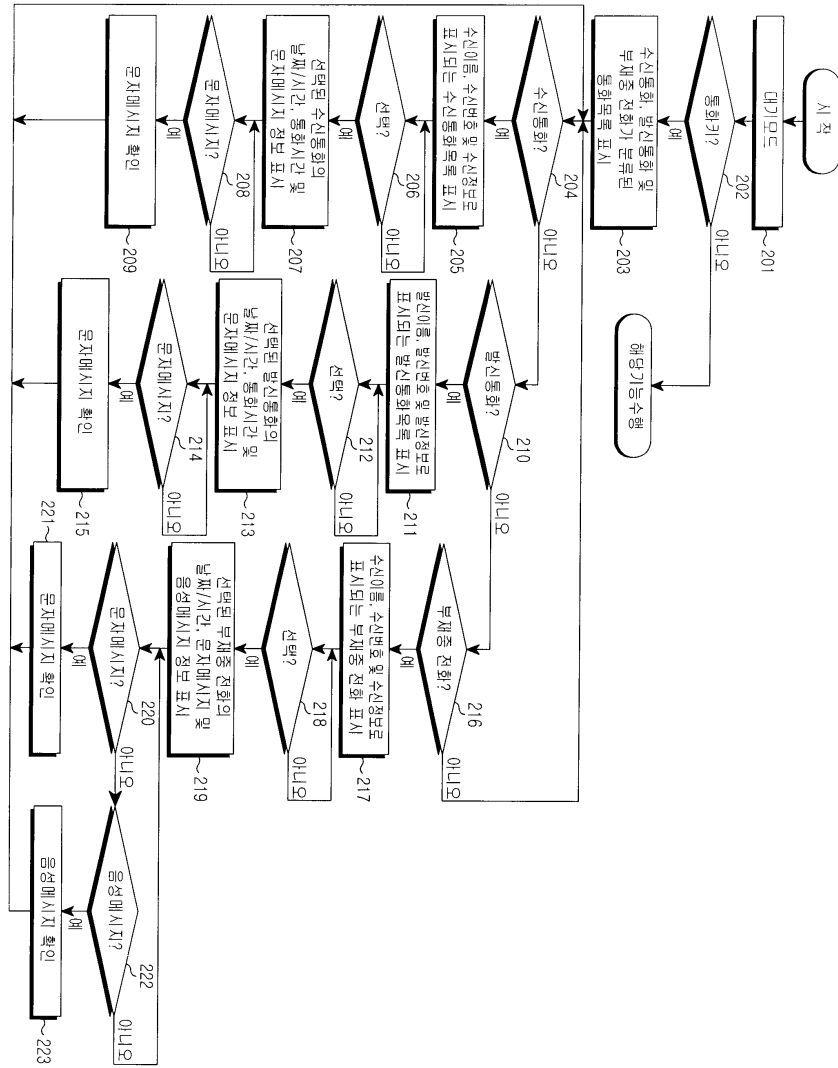 시 작
대기모드
201
통화키?
202
아니오
예
해당기능수행
수신통화, 발신통화 및
부재중 전화가 분류된
통화목록 표시
203
수신통화?
204
아니오
예
수신이름, 수신번호 및 수신정보로
표시되는 수신통화목록 표시
205
선택?
206
아니오
예
선택된 수신통화의
날짜/시간, 통화시간 및
문자메시지 정보 표시
207
문자메시지?
208
아니오
예
문자메시지 확인
209
발신통화?
210
아니오
예
발신이름, 발신번호 및 발신정보로
표시되는 발신통화목록 표시
211
선택?
212
아니오
예
선택된 발신통화의
날짜/시간, 통화시간 및
문자메시지 정보 표시
213
문자메시지?
214
아니오
예
문자메시지 확인
215
부재중 전화?
216
아니오
예
수신이름, 수신번호 및 수신정보로
표시되는 부재중 전화 표시
217
선택?
218
아니오
예
선택된 부재중 전화의
날짜/시간, 문자메시지 및
음성메시지 정보 표시
219
문자메시지?
220
아니오
예
문자메시지 확인
221
음성메시지?
222
아니오
예
음성메시지 확인
223